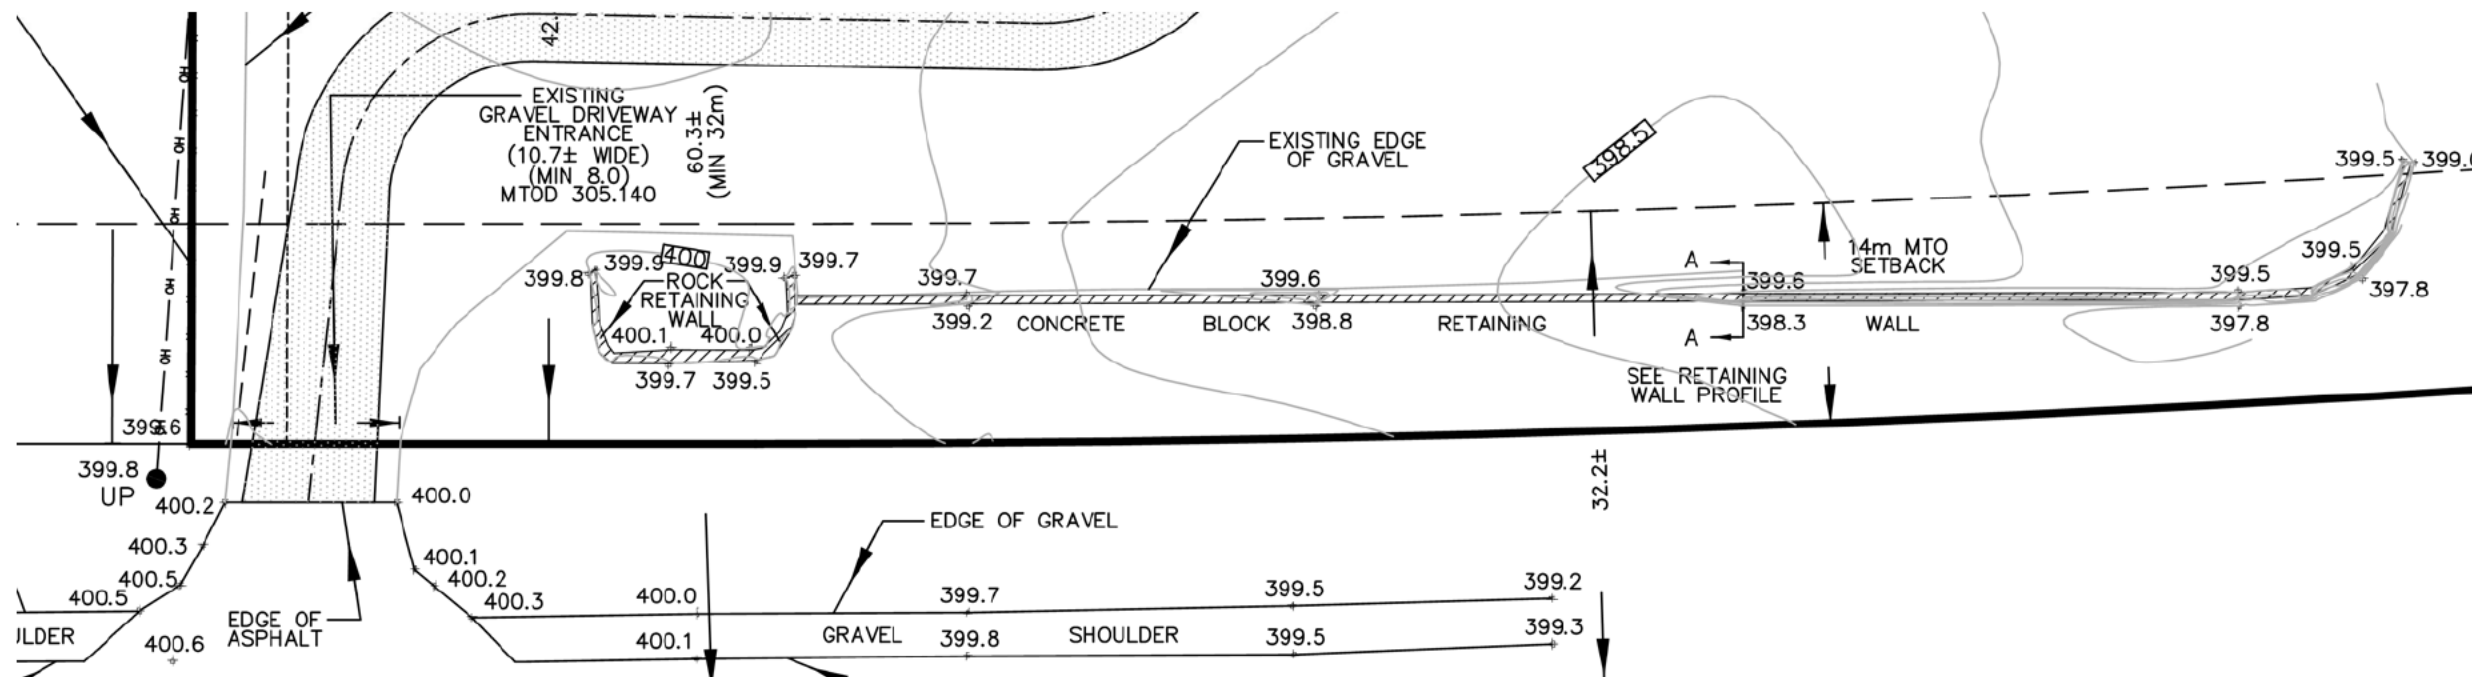 42.
EXISTING
GRAVEL DRIVEWAY
ENTRANCE
(10.7± WIDE)
(MIN 8.0)
MTOD 305.140
60.3±
(MIN 32m)
EXISTING EDGE
OF GRAVEL
398.5
399.5
HO
HO
HO
HO
HO
400
399.8
399.9
399.9
399.7
ROCK
RETAINING
WALL
400.1
400.0
399.7
399.5
399.7
399.2
CONCRETE
BLOCK
RETAINING
WALL
399.6
398.8
A
A
399.6
398.3
14m MTO
SETBACK
399.5
397.8
399.5
397.8
SEE RETAINING
WALL PROFILE
399.8
UP
400.2
400.0
400.3
400.1
400.5
400.2
400.5
400.3
EDGE OF
ASPHALT
400.6
EDGE OF GRAVEL
400.0
399.7
399.5
399.2
GRAVEL
SHOULDER
400.1
399.8
399.5
399.3
32.2±